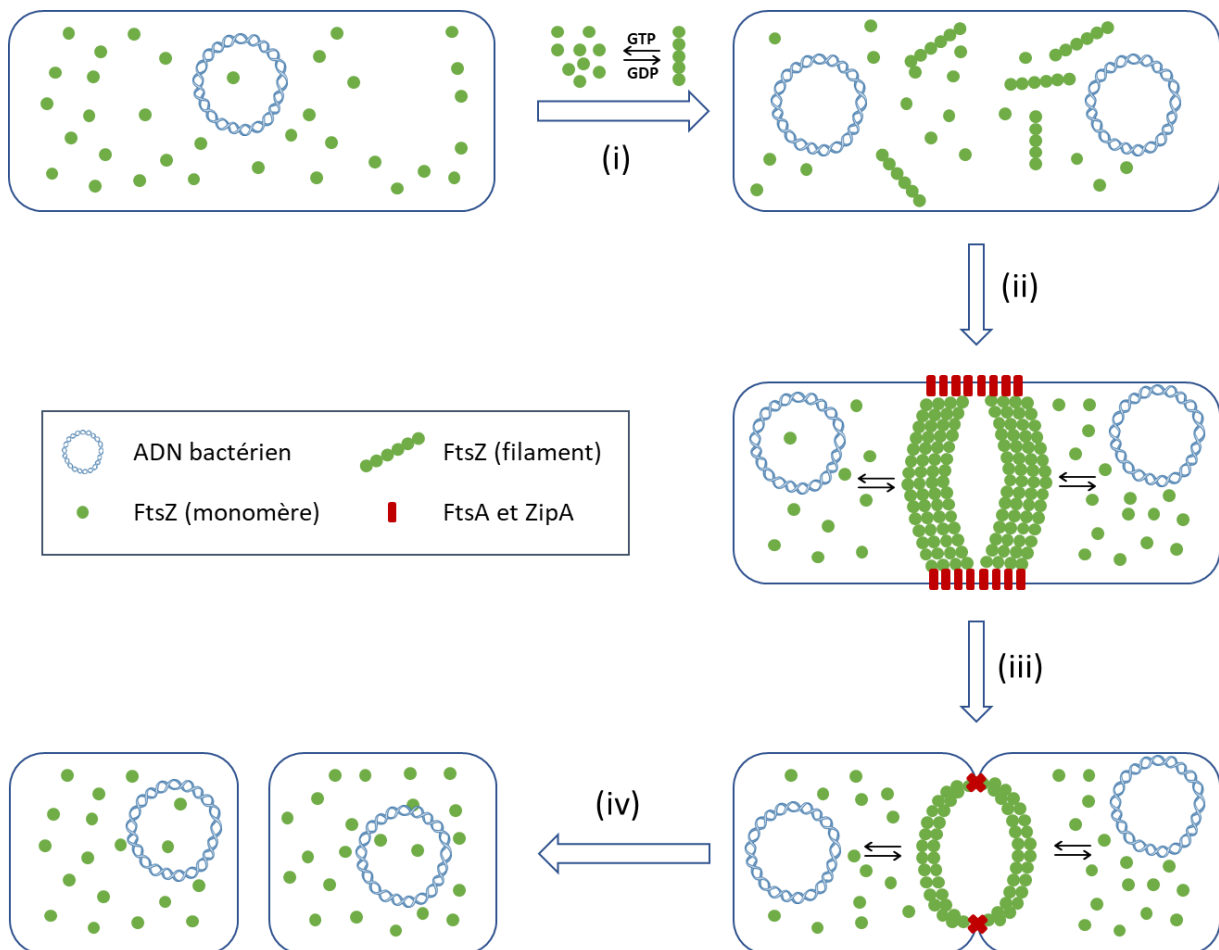 GTP
GDP
(i)
(ii)
ADN bactérien
FtsZ (filament)
FtsZ (monomère)
FtsA et ZipA
(iii)
(iv)